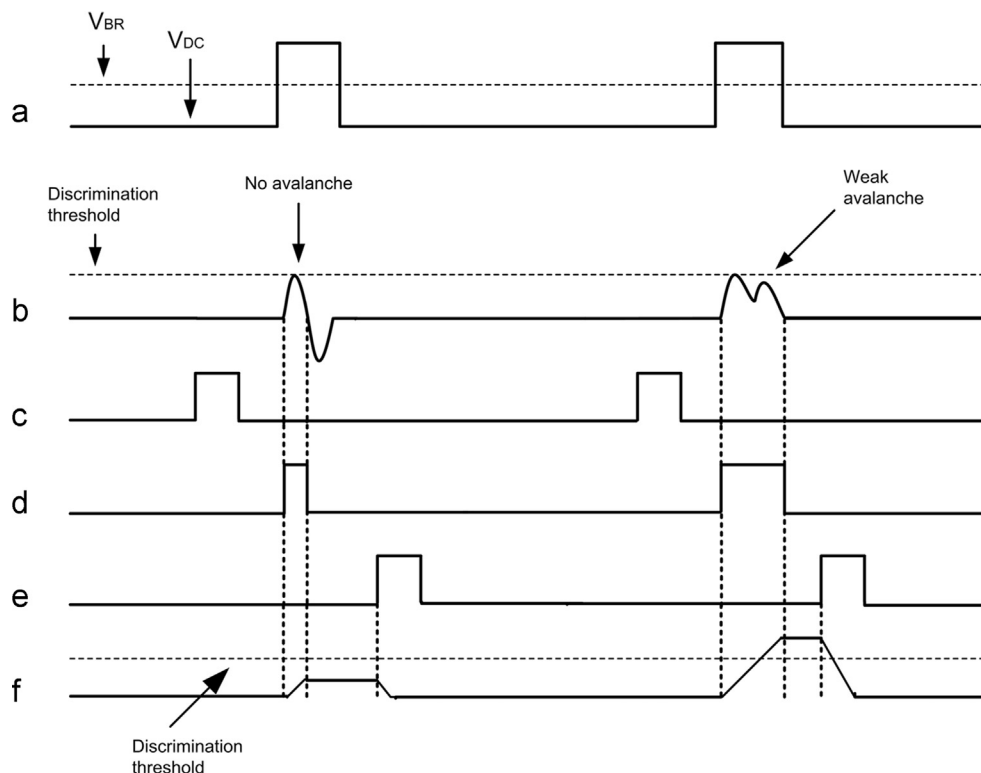 VBR
VDC
a
Discrimination
threshold
No avalanche
Weak
avalanche
b
c
d
e
f
Discrimination
threshold